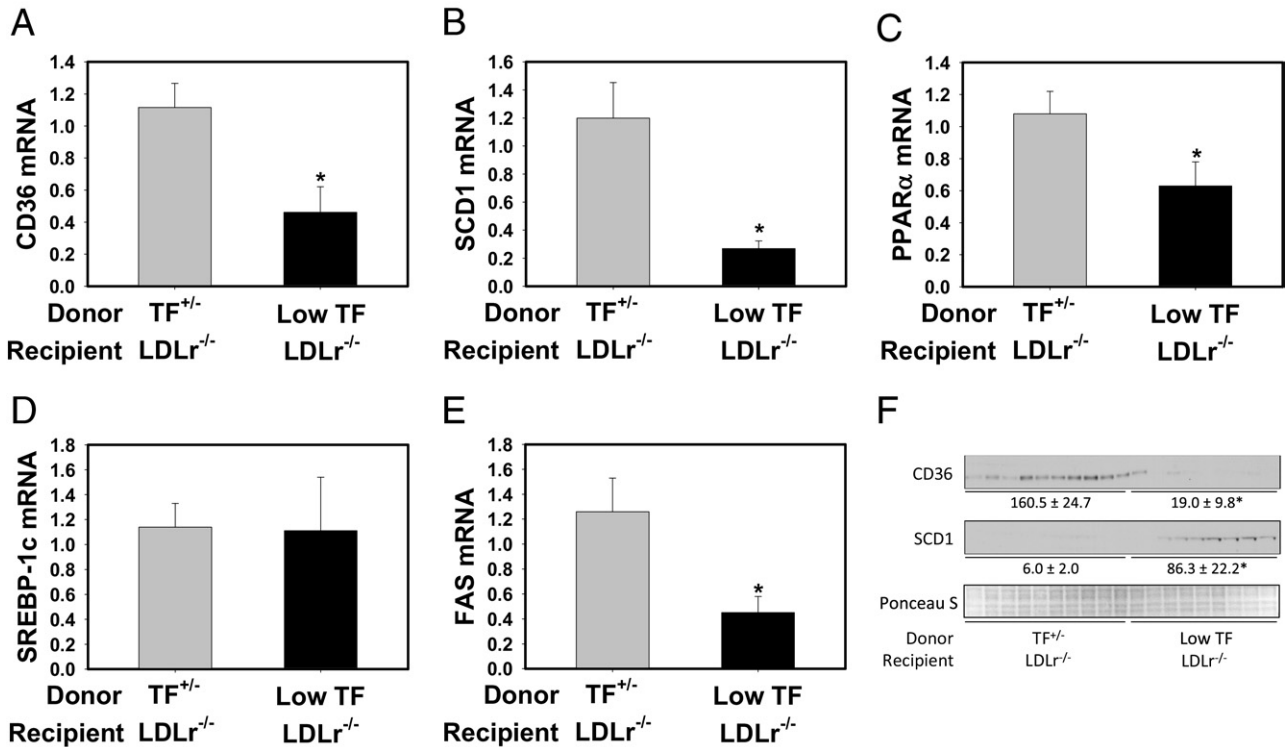 A
CD36 mRNA
1.4
1.2
1.0
0.8
0.6
0.4
0.2
0.0
*
Donor TF+/- Low TF
Recipient LDLr-/- LDLr-/-
B
SCD1 mRNA
1.6
1.4
1.2
1.0
0.8
0.6
0.4
0.2
0.0
*
Donor TF+/- Low TF
Recipient LDLr-/- LDLr-/-
C
PPARα mRNA
1.4
1.2
1.0
0.8
0.6
0.4
0.2
0.0
*
Donor TF+/- Low TF
Recipient LDLr-/- LDLr-/-
D
SREBP-1c mRNA
1.8
1.6
1.4
1.2
1.0
0.8
0.6
0.4
0.2
0.0
Donor TF+/- Low TF
Recipient LDLr-/- LDLr-/-
E
FAS mRNA
1.8
1.6
1.4
1.2
1.0
0.8
0.6
0.4
0.2
0.0
*
Donor TF+/- Low TF
Recipient LDLr-/- LDLr-/-
F
CD36
160.5 ± 24.7 19.0 ± 9.8*
SCD1
6.0 ± 2.0 86.3 ± 22.2*
Ponceau S
Donor TF+/- Low TF
Recipient LDLr-/- LDLr-/-